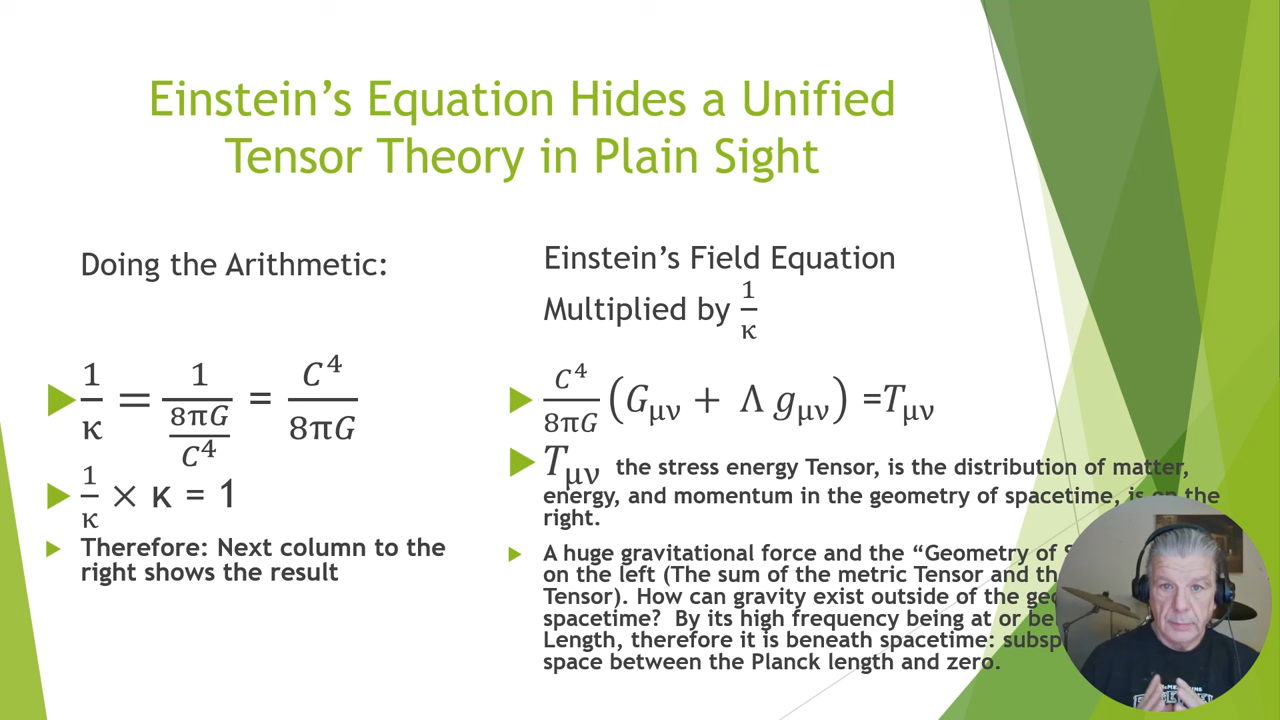 Einstein’s Equation Hides a Unified
Tensor Theory in Plain Sight
Doing the Arithmetic:
1/κ = 1/(8πG/C⁴) = C⁴/8πG
1/κ × κ = 1
Therefore: Next column to the
right shows the result
Einstein’s Field Equation
Multiplied by 1/κ
C⁴/8πG (Gμν + Λ gμν) =Tμν
Tμν the stress energy Tensor, is the distribution of matter,
energy, and momentum in the geometry of spacetime, is on the
right.
A huge gravitational force and the “Geometry of
on the left (The sum of the metric Tensor and
Tensor). How can gravity exist outside of the
spacetime? By its high frequency being at or
Length, therefore it is beneath spacetime:
space between the Planck length and zero.